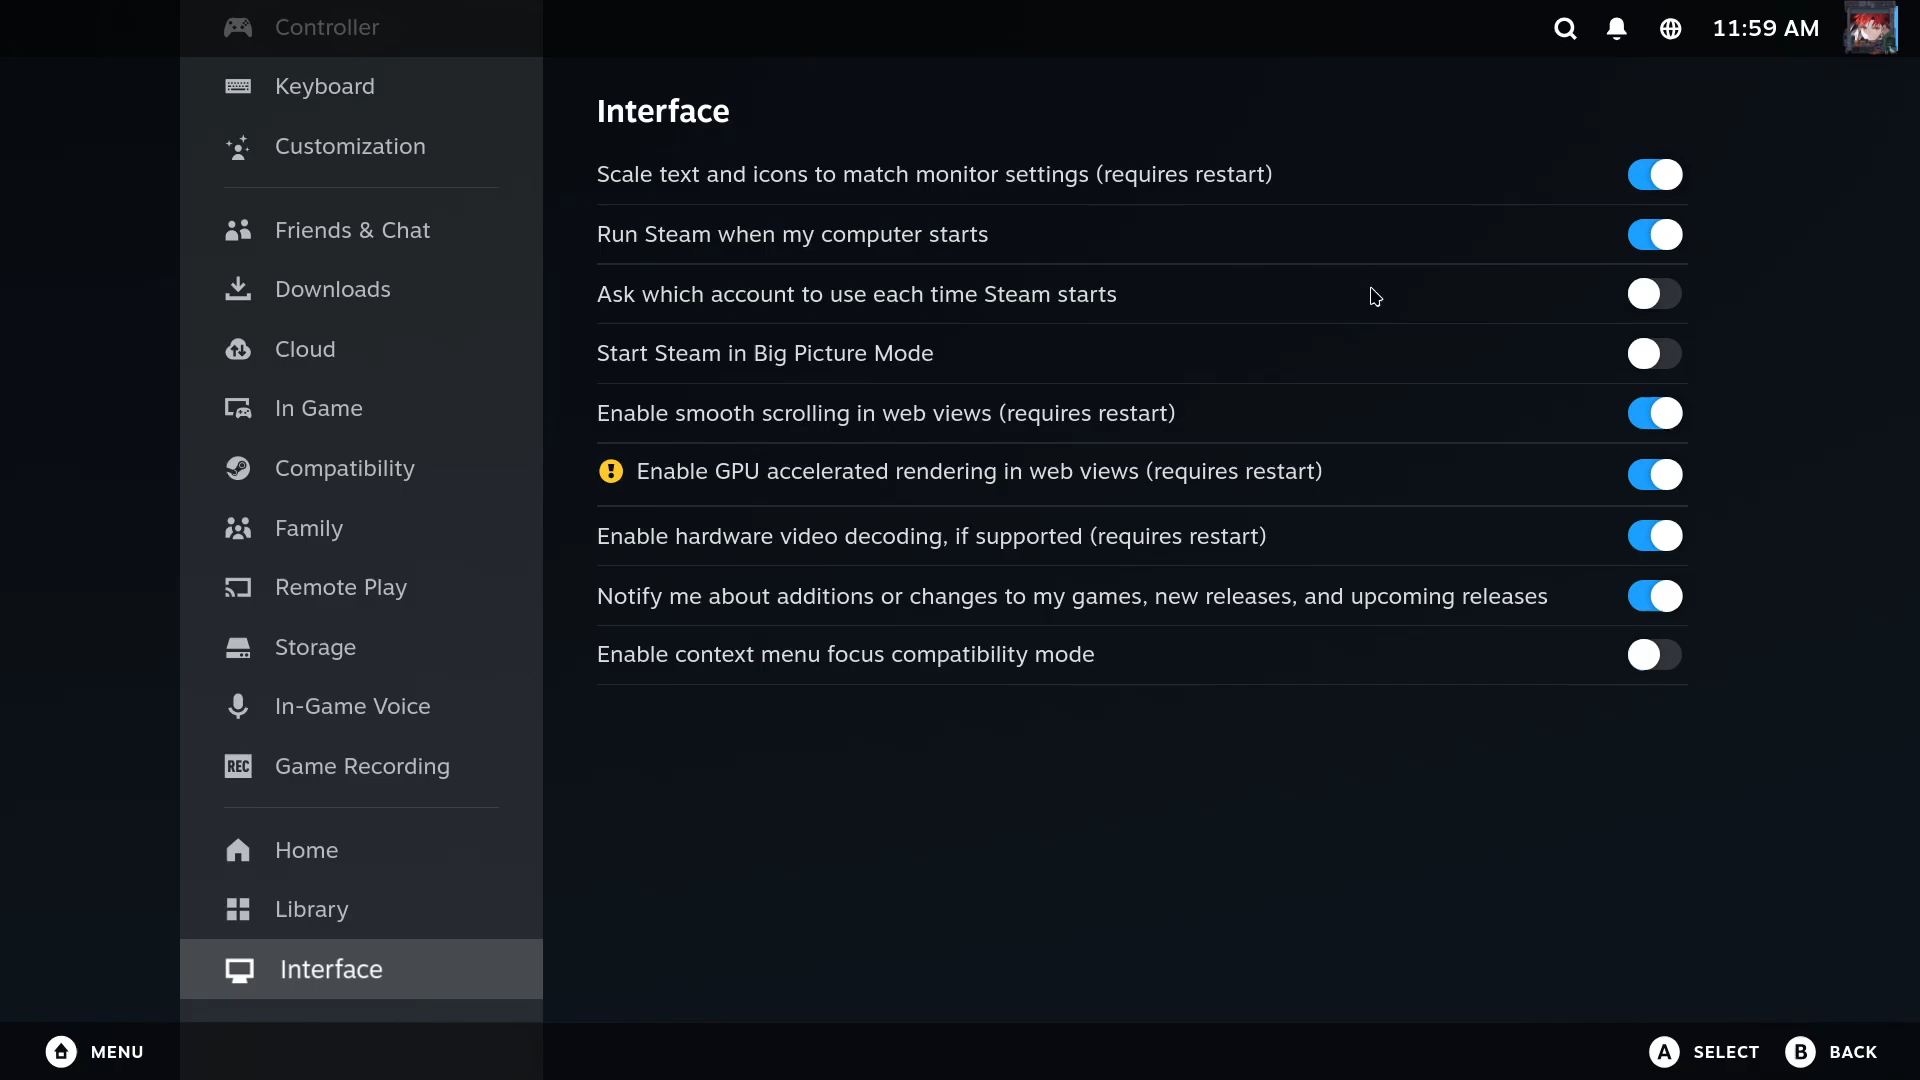 Controller
11:59 AM
Keyboard
Customization
Friends & Chat
Downloads
Cloud
In Game
Compatibility
Family
Remote Play
Storage
In-Game Voice
REC Game Recording
Home
Library
Interface
Interface
Scale text and icons to match monitor settings (requires restart)
Run Steam when my computer starts
Ask which account to use each time Steam starts
Start Steam in Big Picture Mode
Enable smooth scrolling in web views (requires restart)
Enable GPU accelerated rendering in web views (requires restart)
Enable hardware video decoding, if supported (requires restart)
Notify me about additions or changes to my games, new releases, and upcoming releases
Enable context menu focus compatibility mode
MENU
A SELECT B BACK